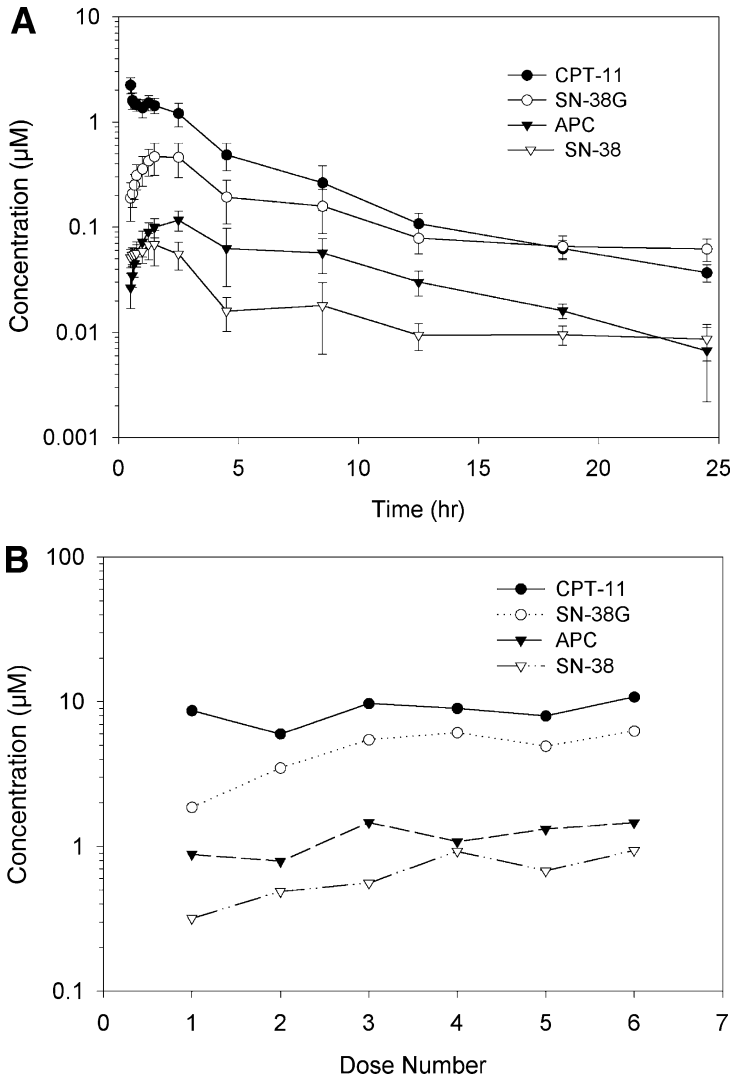 A
10
1
0.1
0.01
0.001
Concentration (µM)
CPT-11
SN-38G
APC
SN-38
0 5 10 15 20 25
Time (hr)
B
100
10
1
0.1
Concentration (µM)
CPT-11
SN-38G
APC
SN-38
0 1 2 3 4 5 6 7
Dose Number